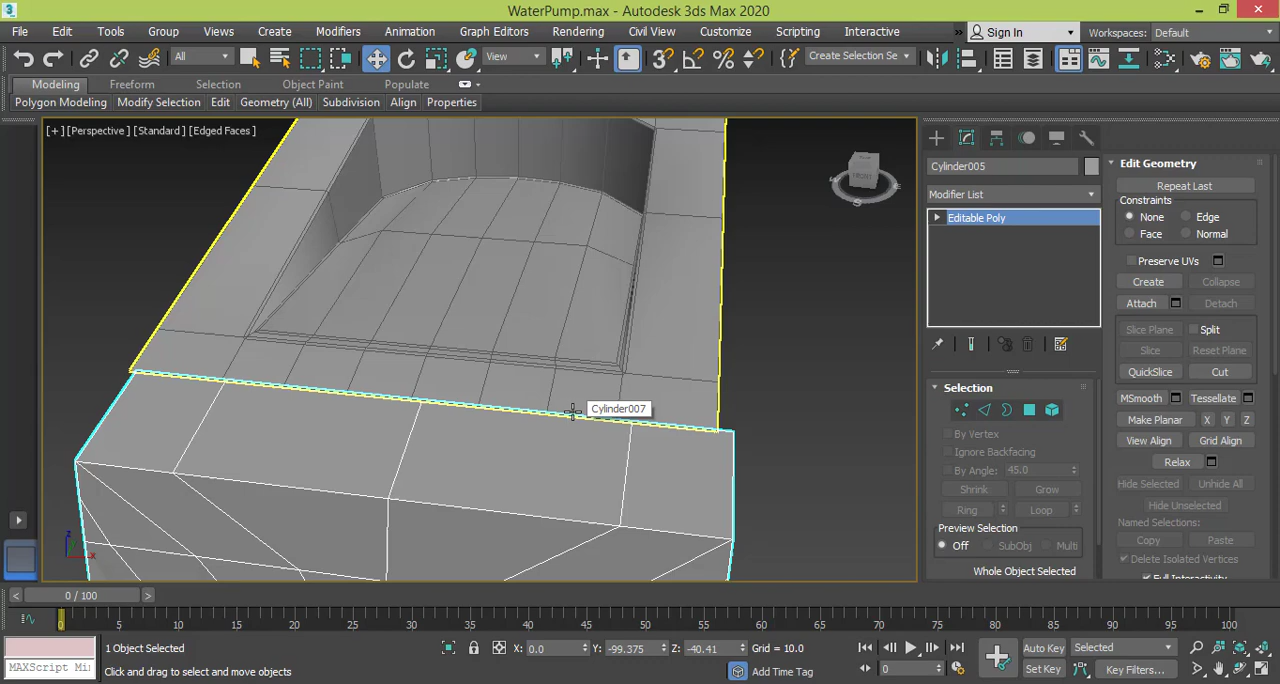 WaterPump.max - Autodesk 3ds Max 2020
File Edit Tools Group Views Create Modifiers Animation Graph Editors Rendering Civil View Customize Scripting Interactive » Sign In Workspaces: Default
All View Create Selection Se
Modeling Freeform Selection Object Paint Populate
Polygon Modeling Modify Selection Edit Geometry (All) Subdivision Align Properties
[+] [Perspective] [Standard] [Edged Faces]
FRONT
Cylinder005
Modifier List
Editable Poly
Cylinder007
Selection
By Vertex
Ignore Backfacing
By Angle: 45.0
Shrink Grow
Ring Loop
Preview Selection
Off SubObj Multi
Whole Object Selected
Edit Geometry
Repeat Last
Constraints
None Edge
Face Normal
Preserve UVs
Create Collapse
Attach Detach
Slice Plane Split
Slice Reset Plane
QuickSlice Cut
MSmooth Tessellate
Make Planar X Y Z
View Align Grid Align
Relax
Hide Selected Unhide All
Hide Unselected
Named Selections:
Copy Paste
Delete Isolated Vertices
Full Interactivity
z
x
< 0 / 100 >
0 5 10 15 20 25 30 35 40 45 50 55 60 65 70 75 80 85 90 95 100
1 Object Selected X: 0.0 Y: -99.375 Z: -40.41 Grid = 10.0 Auto Key Selected
MAXScript Mi: Click and drag to select and move objects Add Time Tag 0 Set Key Key Filters...